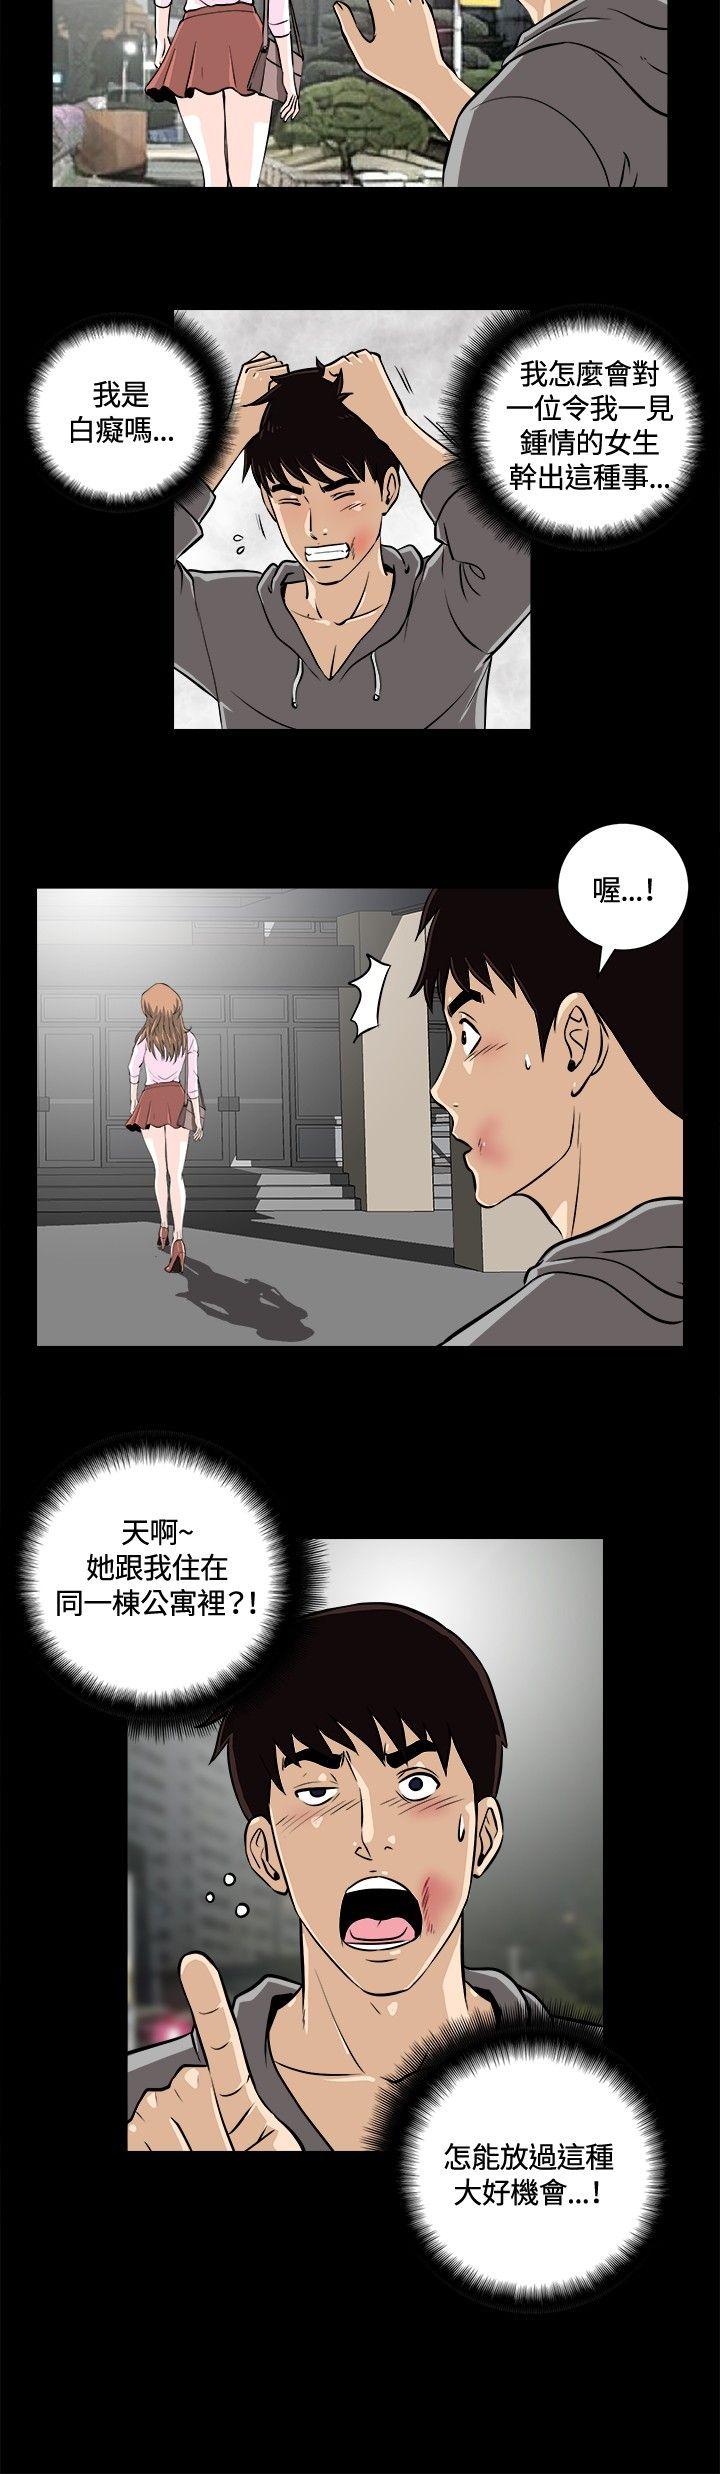 我是
白癡嗎...
我怎麼會對
一位令我一見
鍾情的女生
幹出這種事...
喔...!
天啊~
她跟我住在
同一棟公寓裡?!
怎能放過這種
大好機會...!